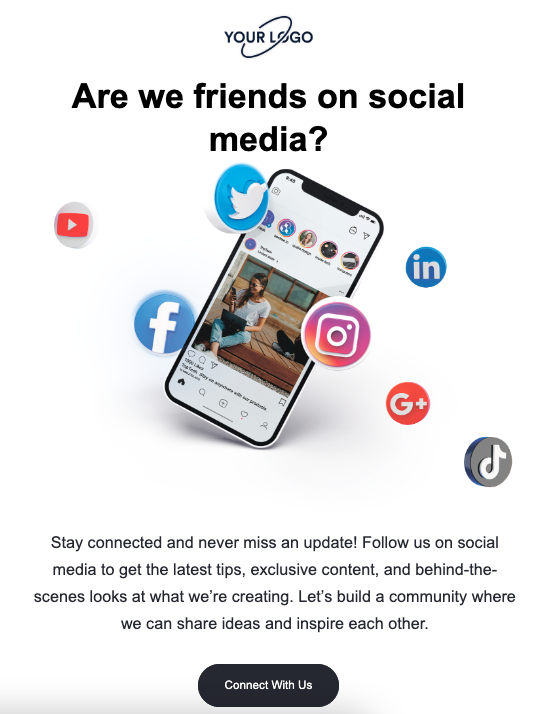 YOUR LOGO
Are we friends on social
media?
in
f
G+
Stay connected and never miss an update! Follow us on social
media to get the latest tips, exclusive content, and behind-the-
scenes looks at what we’re creating. Let’s build a community where
we can share ideas and inspire each other.
Connect With Us